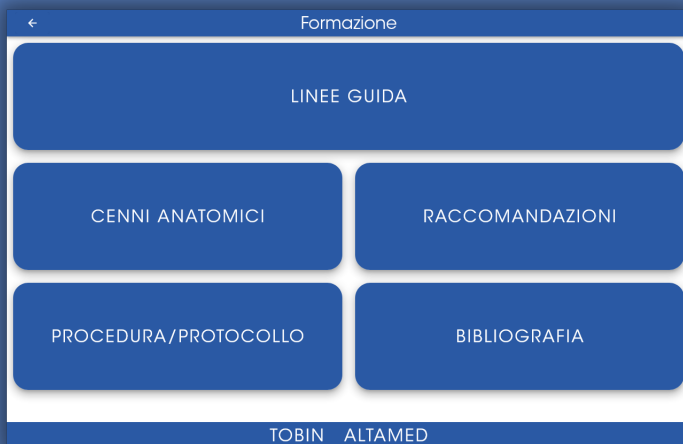 Formazione
LINEE GUIDA
CENNI ANATOMICI
RACCOMANDAZIONI
PROCEDURA/PROTOCOLLO
BIBLIOGRAFIA
TOBIN ALTAMED